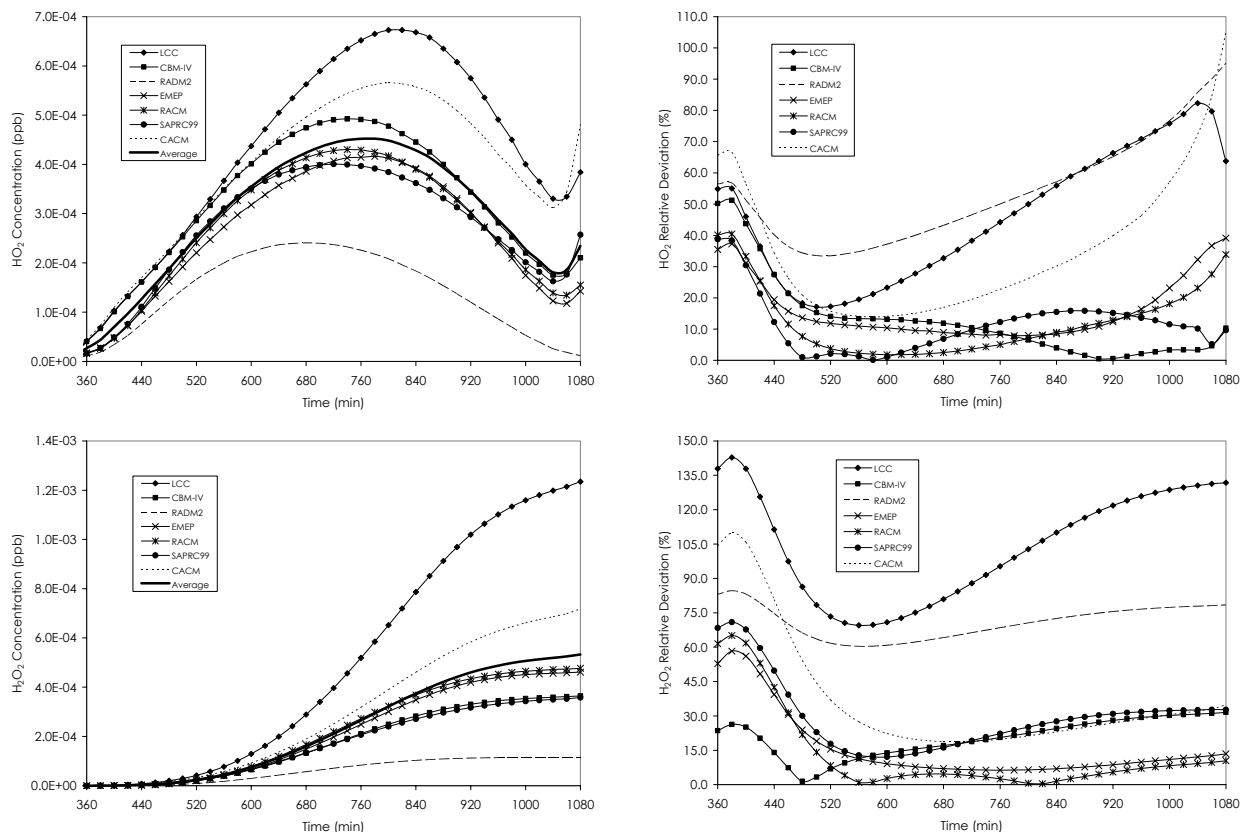 7.0E-04
6.0E-04
5.0E-04
4.0E-04
3.0E-04
2.0E-04
1.0E-04
0.0E+00
HO2 Concentration (ppb)
LCC
CBM-IV
RADM2
EMEP
RACM
SAPRC99
CACM
Average
360 440 520 600 680 760 840 920 1000 1080
Time (min)
110.0
100.0
90.0
80.0
70.0
60.0
50.0
40.0
30.0
20.0
10.0
0.0
HO2 Relative Deviation (%)
LCC
CBM-IV
RADM2
EMEP
RACM
SAPRC99
CACM
360 440 520 600 680 760 840 920 1000 1080
Time (min)
1.4E-03
1.2E-03
1.0E-03
8.0E-04
6.0E-04
4.0E-04
2.0E-04
0.0E+00
H2O2 Concentration (ppb)
LCC
CBM-IV
RADM2
EMEP
RACM
SAPRC99
CACM
Average
360 440 520 600 680 760 840 920 1000 1080
Time (min)
150.0
135.0
120.0
105.0
90.0
75.0
60.0
45.0
30.0
15.0
0.0
H2O2 Relative Deviation (%)
LCC
CBM-IV
RADM2
EMEP
RACM
SAPRC99
CACM
360 440 520 600 680 760 840 920 1000 1080
Time (min)